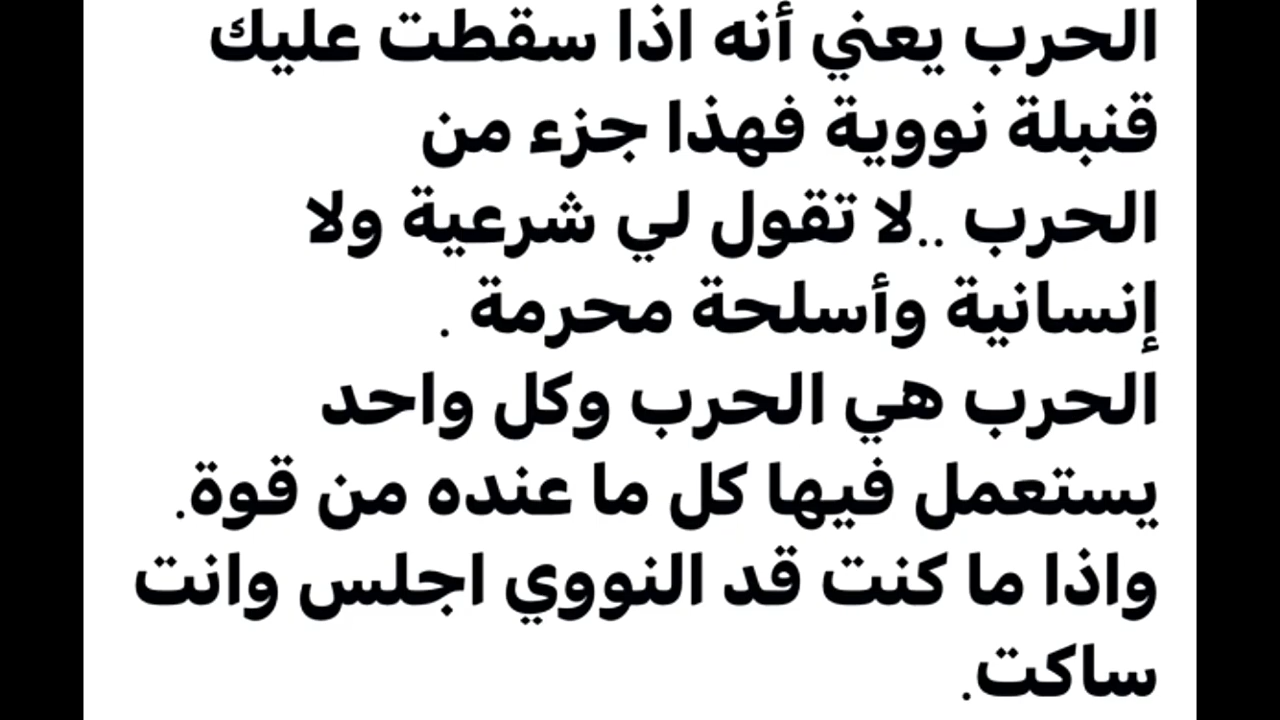 الحرب يعني أنه اذا سقطت عليك
قنبلة نووية فهذا جزء من
الحرب ..لا تقول لي شرعية ولا
إنسانية وأسلحة محرمة .
الحرب هي الحرب وكل واحد
يستعمل فيها كل ما عنده من قوة.
واذا ما كنت قد النووي اجلس وانت
ساكت.